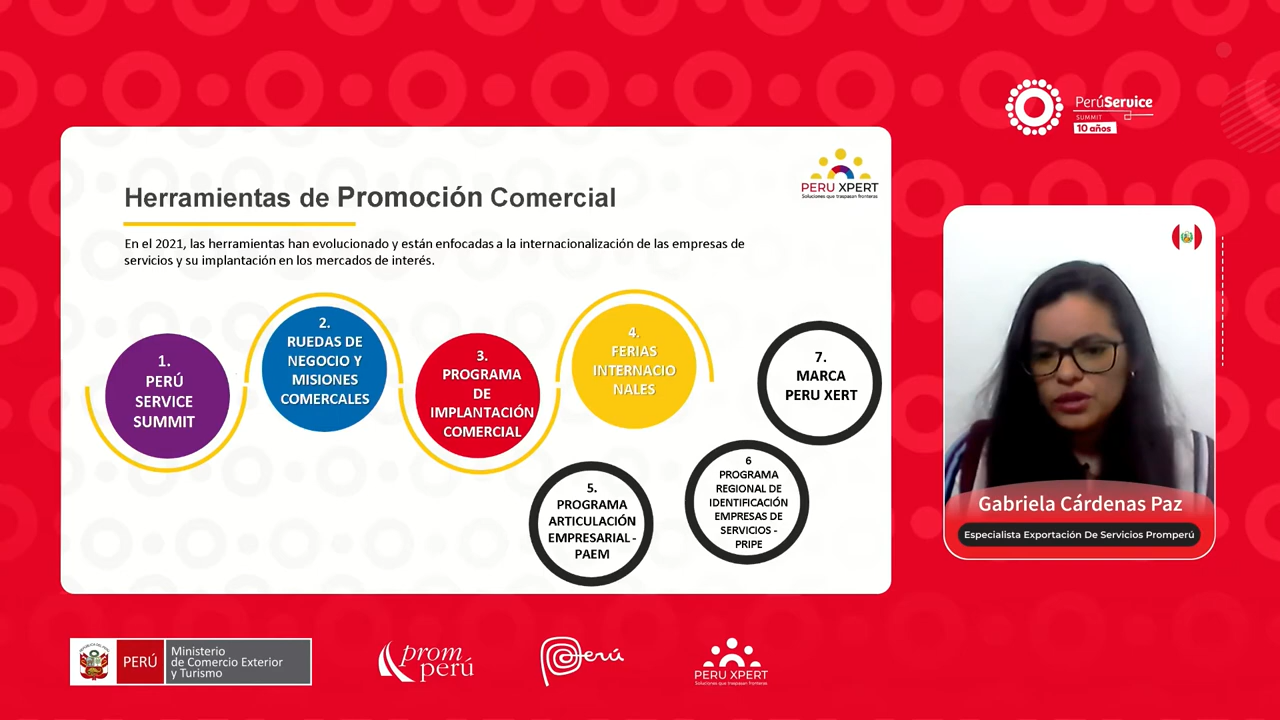 PerúService
SUMMIT
10 años
PERU XPERT
Soluciones que traspasan fronteras
Herramientas de Promoción Comercial
En el 2021, las herramientas han evolucionado y están enfocadas a la internacionalización de las empresas de
servicios y su implantación en los mercados de interés.
1.
PERÚ
SERVICE
SUMMIT
2.
RUEDAS DE
NEGOCIO Y
MISIONES
COMERCALES
3.
PROGRAMA
DE
IMPLANTACIÓN
COMERCIAL
4.
FERIAS
INTERNACIO
NALES
5.
PROGRAMA
ARTICULACIÓN
EMPRESARIAL -
PAEM
6
PROGRAMA
REGIONAL DE
IDENTIFICACIÓN
EMPRESAS DE
SERVICIOS -
PRIPE
7.
MARCA
PERU XERT
Gabriela Cárdenas Paz
Especialista Exportación De Servicios Promperú
PERÚ
Ministerio
de Comercio Exterior
y Turismo
prom
perú
Perú
PERU XPERT
Soluciones que traspasan fronteras